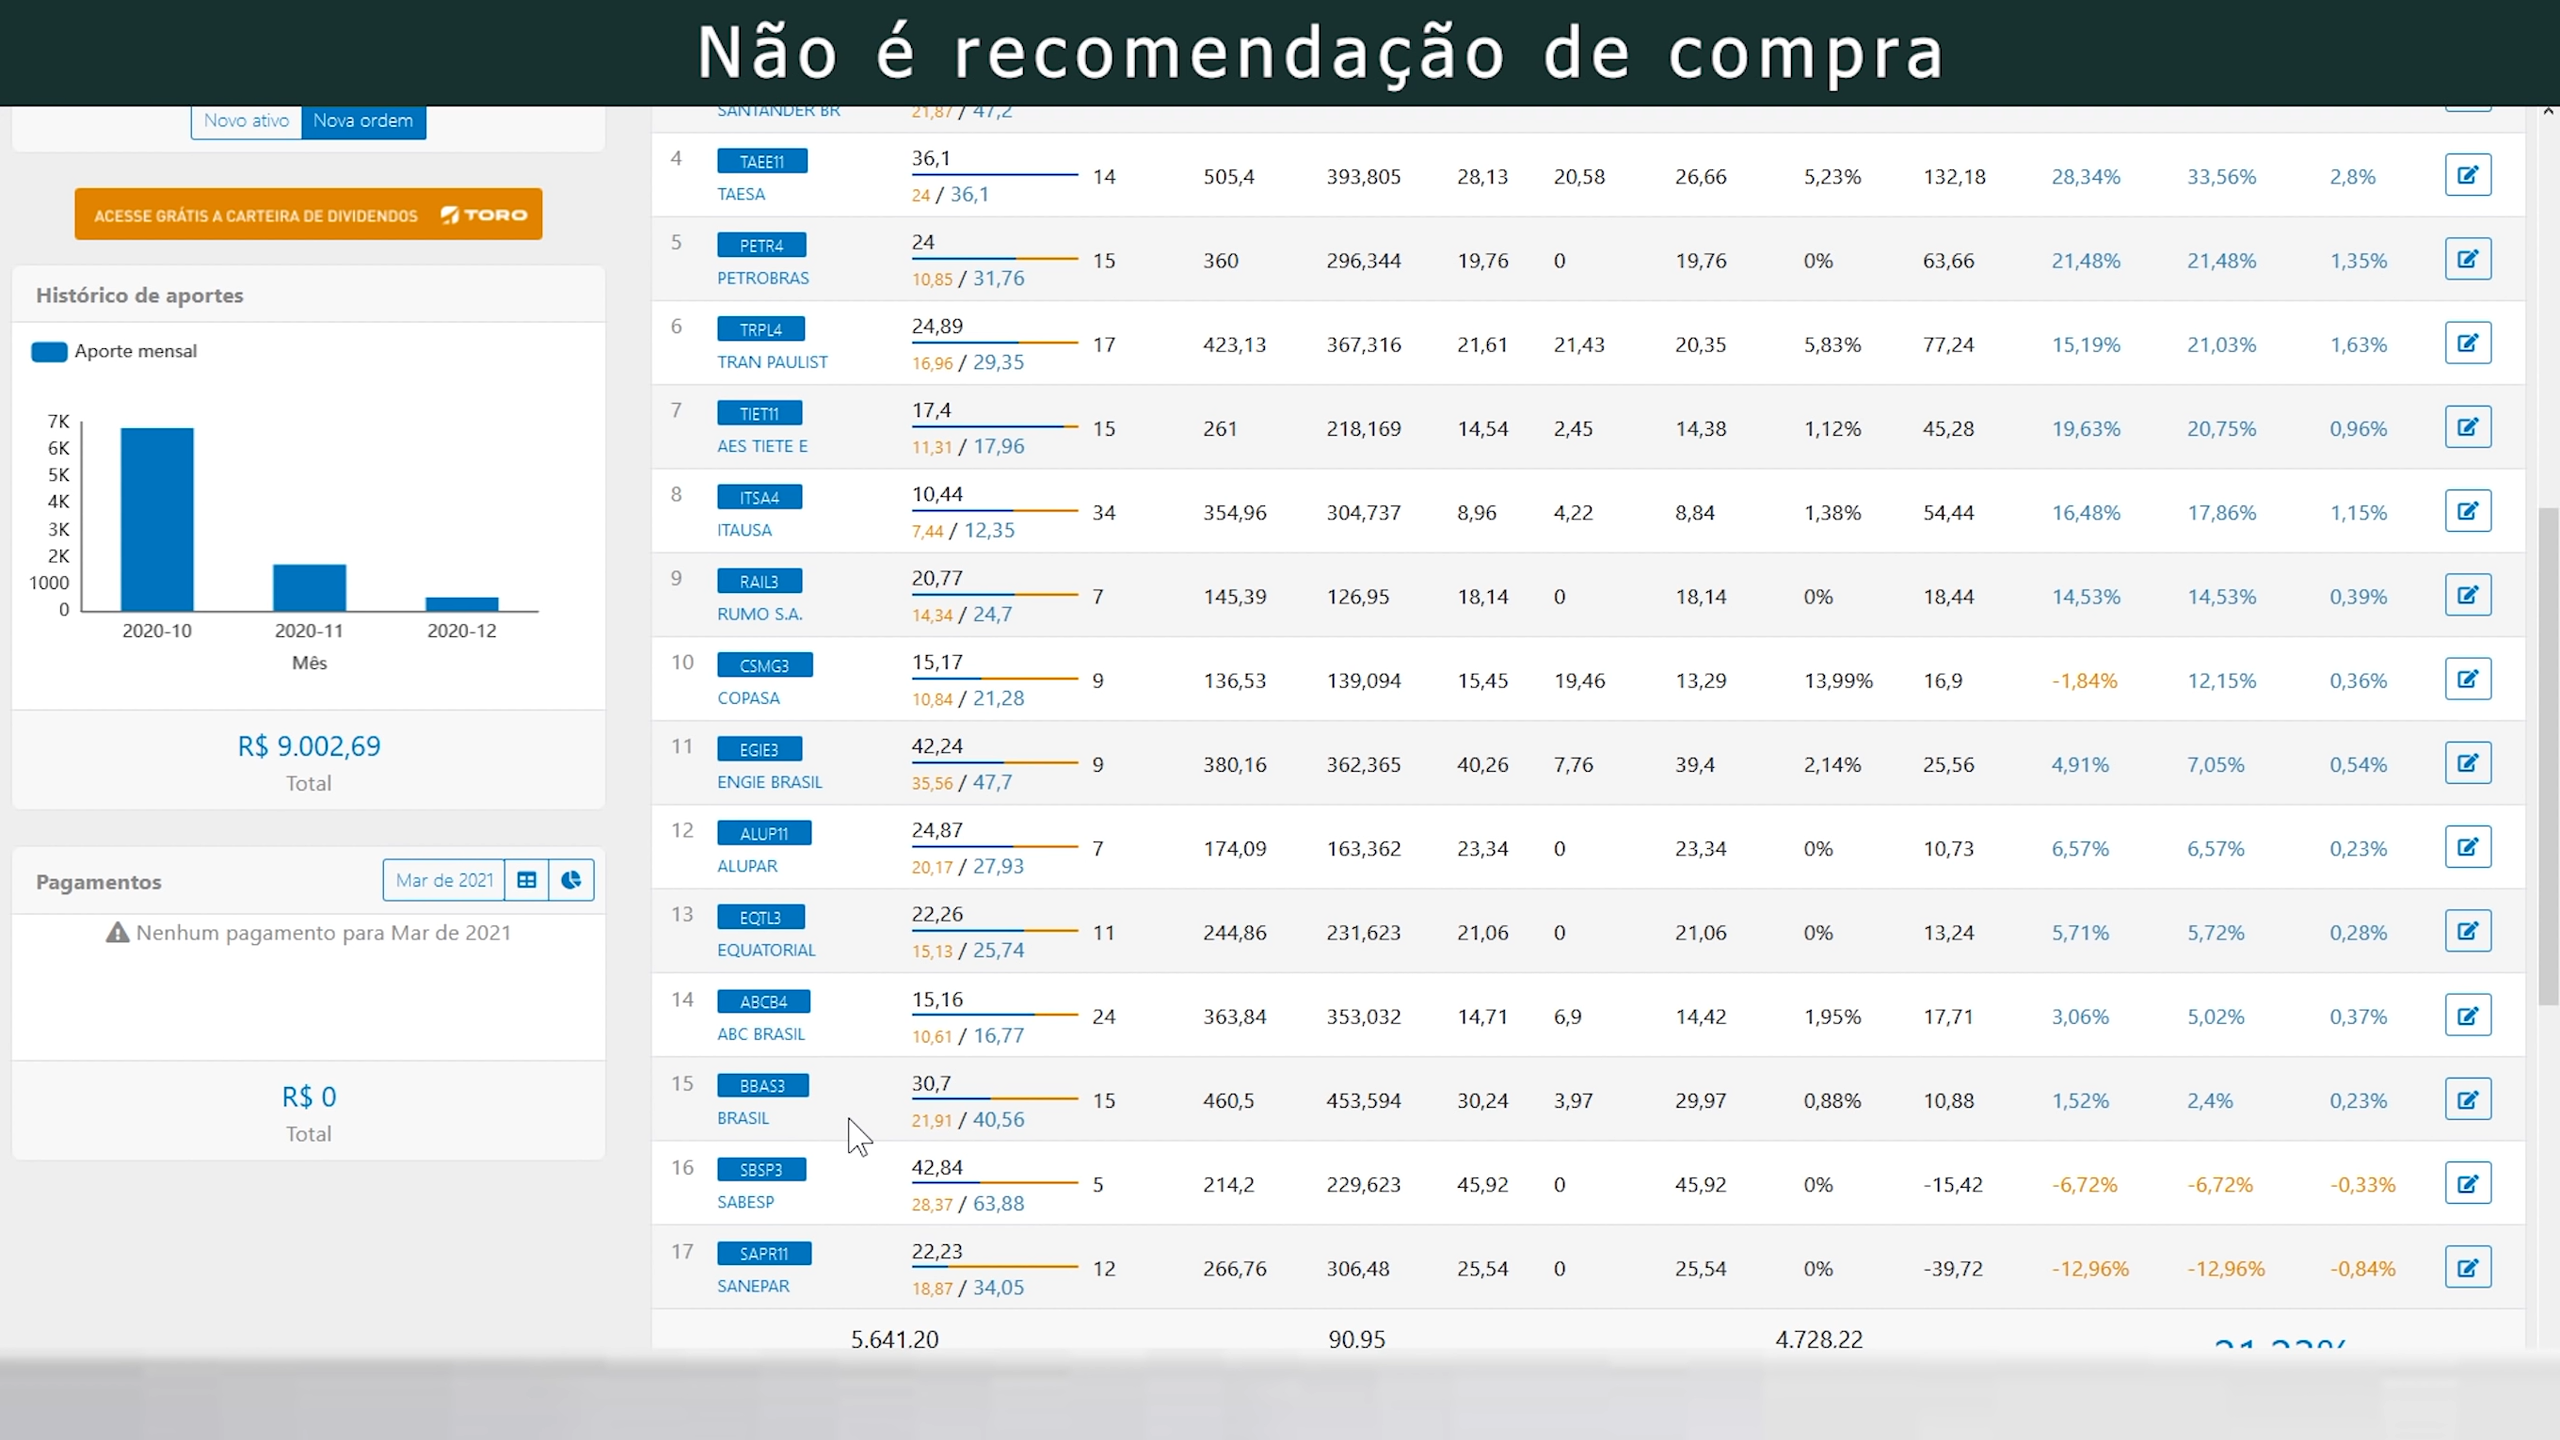 Não é recomendação de compra
Novo ativo Nova ordem
ACESSE GRÁTIS A CARTEIRA DE DIVIDENDOS TORO
Histórico de aportes
Aporte mensal
7K
6K
5K
4K
3K
2K
1000
0
2020-10 2020-11 2020-12
Mês
R$ 9.002,69
Total
Pagamentos Mar de 2021
Nenhum pagamento para Mar de 2021
R$ 0
Total
SANTANDER BR 21,87 / 47,2
4 TAEE11 36,1 14 505,4 393,805 28,13 20,58 26,66 5,23% 132,18 28,34% 33,56% 2,8%
TAESA 24 / 36,1
5 PETR4 24 15 360 296,344 19,76 0 19,76 0% 63,66 21,48% 21,48% 1,35%
PETROBRAS 10,85 / 31,76
6 TRPL4 24,89 17 423,13 367,316 21,61 21,43 20,35 5,83% 77,24 15,19% 21,03% 1,63%
TRAN PAULIST 16,96 / 29,35
7 TIET11 17,4 15 261 218,169 14,54 2,45 14,38 1,12% 45,28 19,63% 20,75% 0,96%
AES TIETE E 11,31 / 17,96
8 ITSA4 10,44 34 354,96 304,737 8,96 4,22 8,84 1,38% 54,44 16,48% 17,86% 1,15%
ITAUSA 7,44 / 12,35
9 RAIL3 20,77 7 145,39 126,95 18,14 0 18,14 0% 18,44 14,53% 14,53% 0,39%
RUMO S.A. 14,34 / 24,7
10 CSMG3 15,17 9 136,53 139,094 15,45 19,46 13,29 13,99% 16,9 -1,84% 12,15% 0,36%
COPASA 10,84 / 21,28
11 EGIE3 42,24 9 380,16 362,365 40,26 7,76 39,4 2,14% 25,56 4,91% 7,05% 0,54%
ENGIE BRASIL 35,56 / 47,7
12 ALUP11 24,87 7 174,09 163,362 23,34 0 23,34 0% 10,73 6,57% 6,57% 0,23%
ALUPAR 20,17 / 27,93
13 EQTL3 22,26 11 244,86 231,623 21,06 0 21,06 0% 13,24 5,71% 5,72% 0,28%
EQUATORIAL 15,13 / 25,74
14 ABCB4 15,16 24 363,84 353,032 14,71 6,9 14,42 1,95% 17,71 3,06% 5,02% 0,37%
ABC BRASIL 10,61 / 16,77
15 BBAS3 30,7 15 460,5 453,594 30,24 3,97 29,97 0,88% 10,88 1,52% 2,4% 0,23%
BRASIL 21,91 / 40,56
16 SBSP3 42,84 5 214,2 229,623 45,92 0 45,92 0% -15,42 -6,72% -6,72% -0,33%
SABESP 28,37 / 63,88
17 SAPR11 22,23 12 266,76 306,48 25,54 0 25,54 0% -39,72 -12,96% -12,96% -0,84%
SANEPAR 18,87 / 34,05
5.641,20 90,95 4.728,22